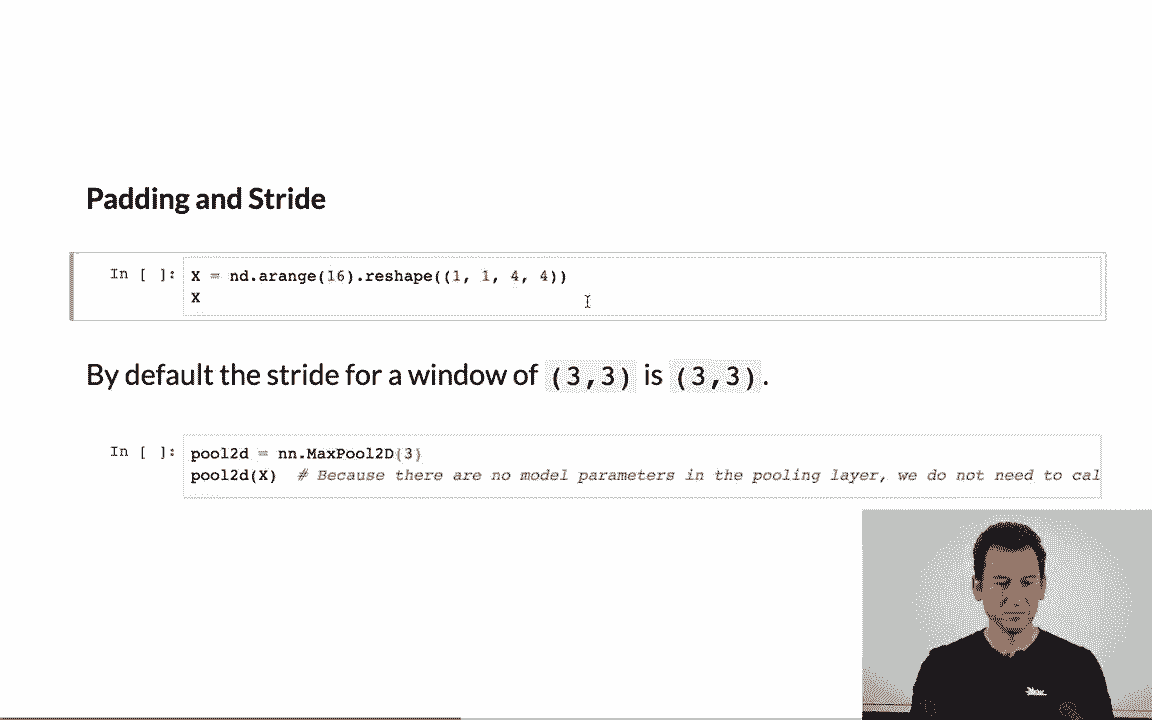 Padding and Stride
In [ ]: X = nd.arange(16).reshape((1, 1, 4, 4))
X
By default the stride for a window of (3,3) is (3,3).
In [ ]: pool2d = nn.MaxPool2D(3)
pool2d(X) # Because there are no model parameters in the pooling layer, we do not need to cal